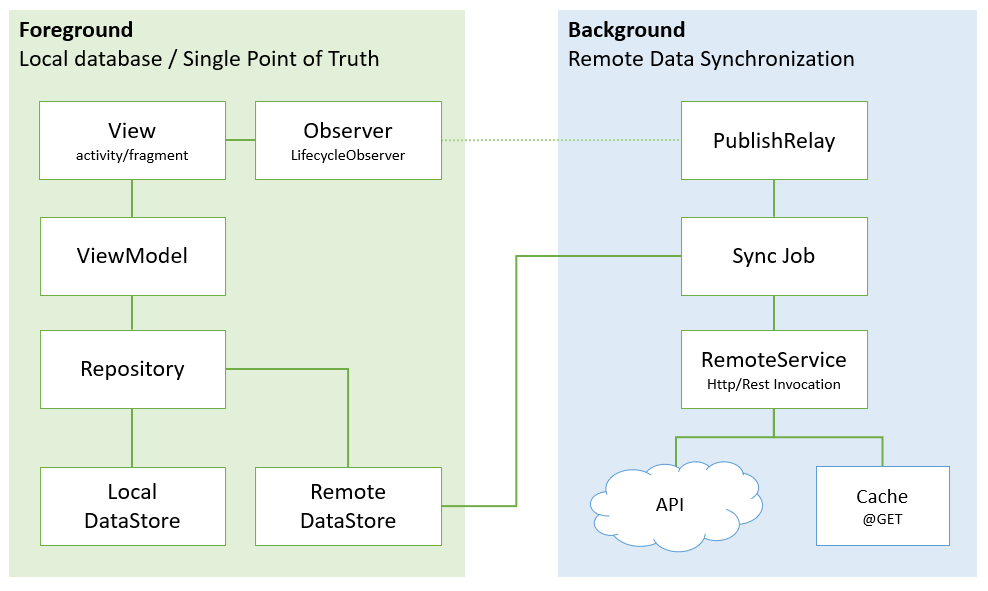 Foreground
Local database / Single Point of Truth
View
activity/fragment
Observer
LifecycleObserver
ViewModel
Repository
Local
DataStore
Remote
DataStore
Background
Remote Data Synchronization
PublishRelay
Sync Job
RemoteService
Http/Rest Invocation
API
Cache
@GET